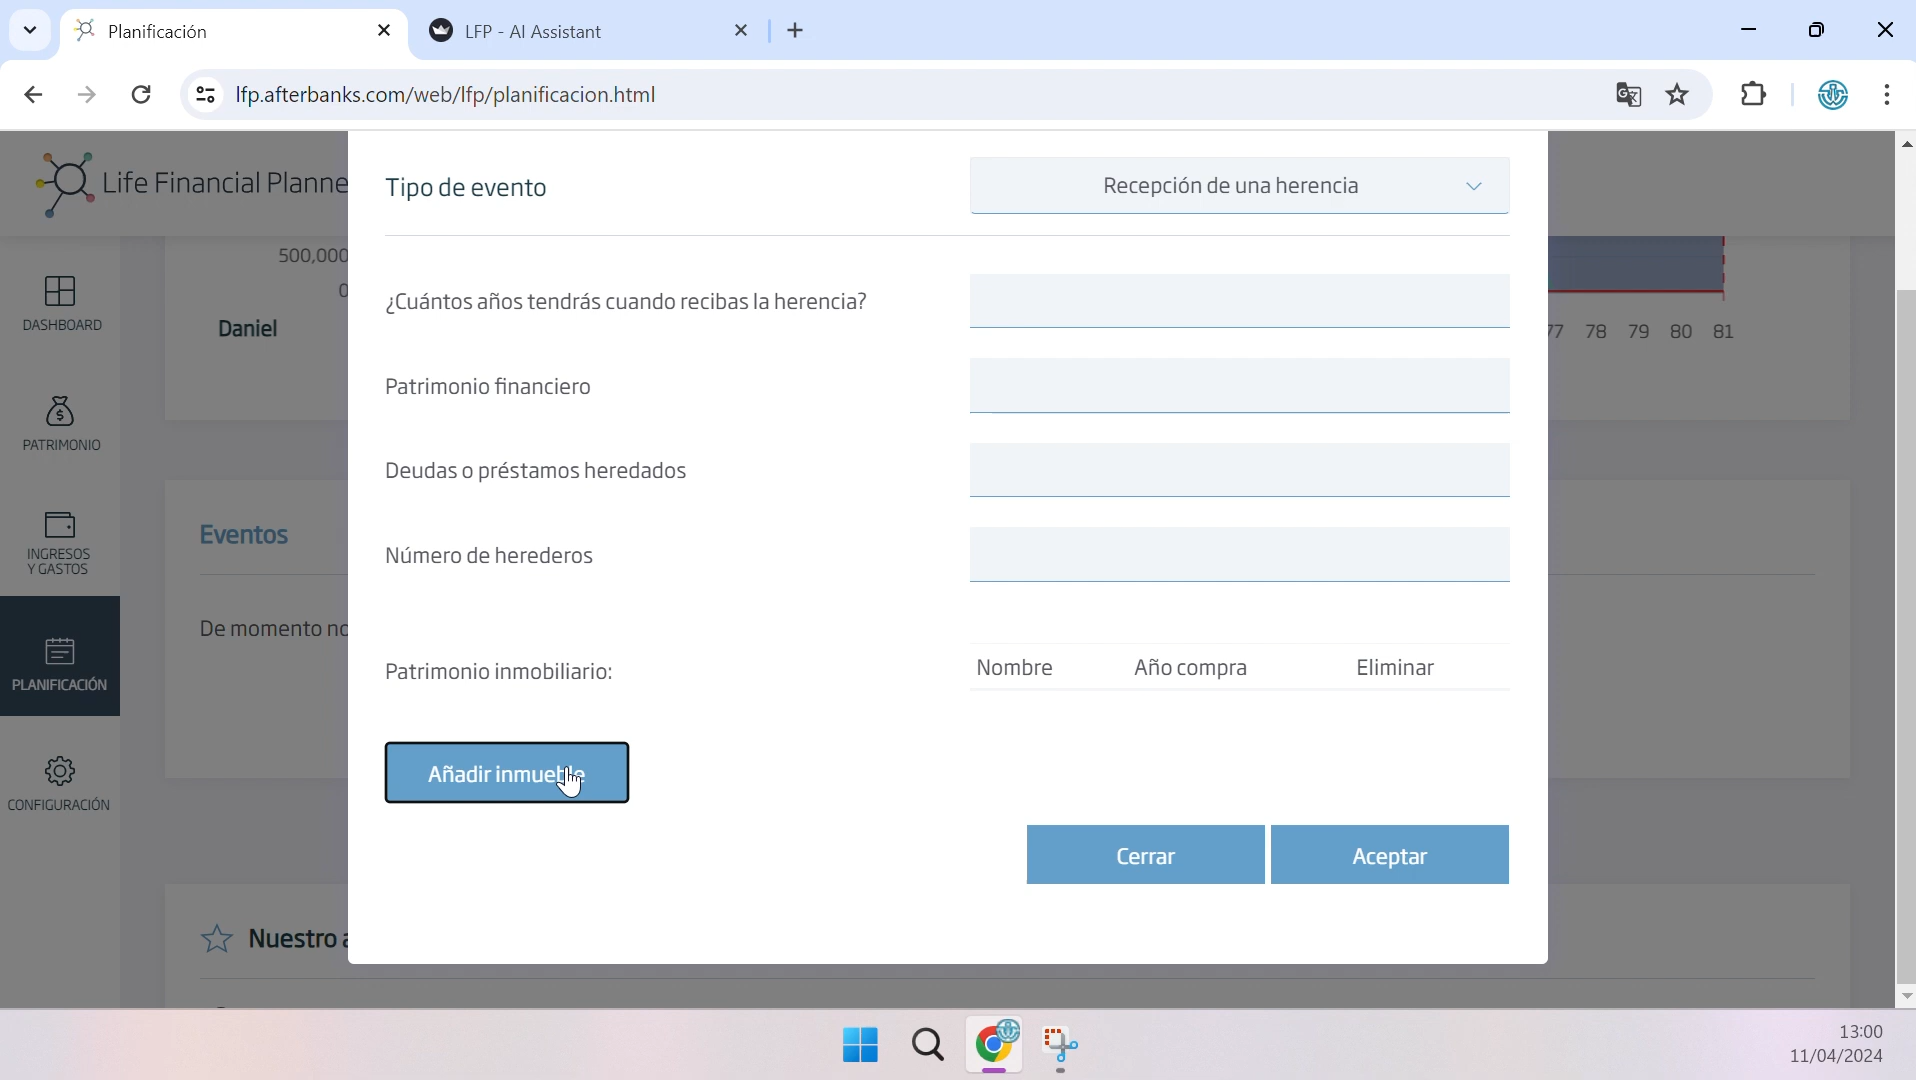 Planificación
LFP - AI Assistant
lfp.afterbanks.com/web/lfp/planificacion.html
Life Financial Planne
Tipo de evento
Recepción de una herencia
500,000
0
¿Cuántos años tendrás cuando recibas la herencia?
DASHBOARD
Daniel
77 78 79 80 81
Patrimonio financiero
PATRIMONIO
Deudas o préstamos heredados
Eventos
INGRESOS
Y GASTOS
Número de herederos
De momento no
Patrimonio inmobiliario:
Nombre Año compra Eliminar
PLANIFICACIÓN
Añadir inmueble
CONFIGURACIÓN
Cerrar
Aceptar
Nuestro a
13:00
11/04/2024